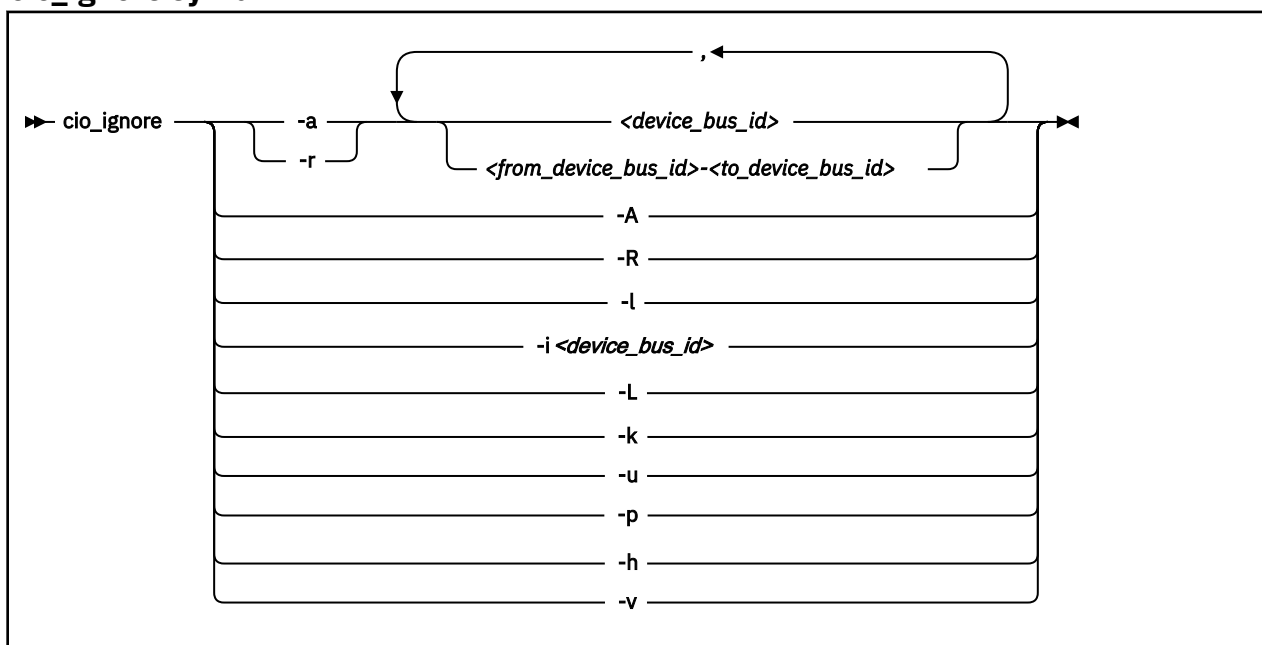 ,
cio_ignore -a <device_bus_id>
-r <from_device_bus_id>-<to_device_bus_id>
-A
-R
-l
-i <device_bus_id>
-L
-k
-u
-p
-h
-v